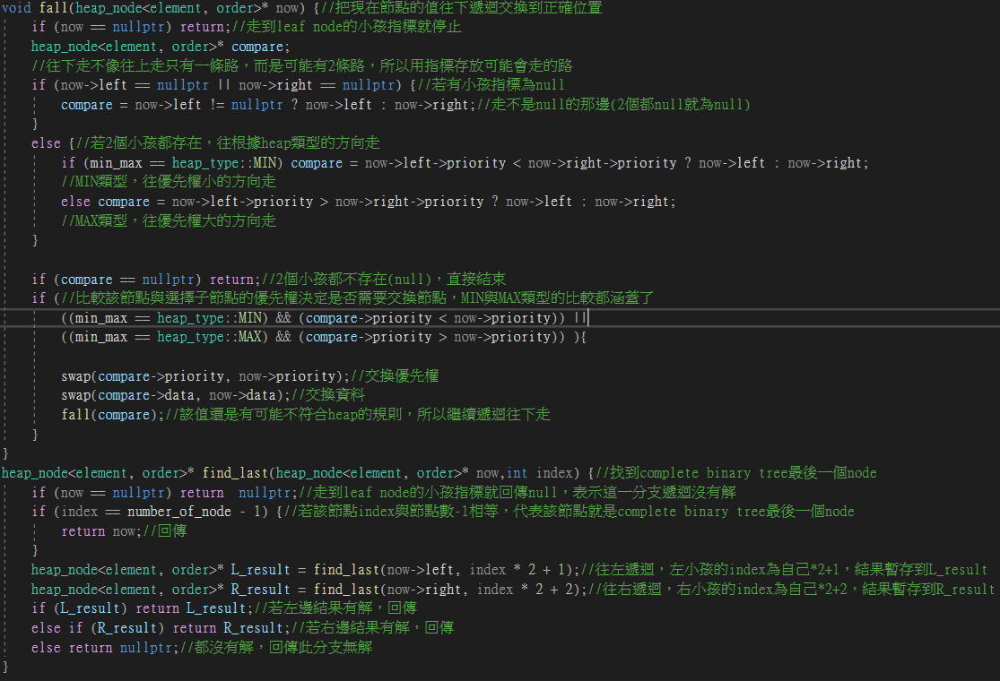 void fall(heap_node<element, order>* now) {//把現在節點的值往下遞迴交換到正確位置
if (now == nullptr) return;//走到leaf node的小孩指標就停止
heap_node<element, order>* compare;
//往下走不像往上走只有一條路，而是可能有2條路，所以用指標存放可能會走的路
if (now->left == nullptr || now->right == nullptr) {//若有小孩指標為null
compare = now->left != nullptr ? now->left : now->right;//走不是null的那邊(2個都null就為null)
}
else {//若2個小孩都存在，往根據heap類型的方向走
if (min_max == heap_type::MIN) compare = now->left->priority < now->right->priority ? now->left : now->right;
//MIN類型，往優先權小的方向走
else compare = now->left->priority > now->right->priority ? now->left : now->right;
//MAX類型，往優先權大的方向走
}
if (compare == nullptr) return;//2個小孩都不存在(null)，直接結束
if (//比較該節點與選擇子節點的優先權決定是否需要交換節點，MIN與MAX類型的比較都涵蓋了
((min_max == heap_type::MIN) && (compare->priority < now->priority)) ||
((min_max == heap_type::MAX) && (compare->priority > now->priority)) ){
swap(compare->priority, now->priority);//交換優先權
swap(compare->data, now->data);//交換資料
fall(compare);//該值還是有可能不符合heap的規則，所以繼續遞迴往下走
}
}
heap_node<element, order>* find_last(heap_node<element, order>* now,int index) {//找到complete binary tree最後一個node
if (now == nullptr) return  nullptr;//走到leaf node的小孩指標就回傳null，表示這一分支遞迴沒有解
if (index == number_of_node - 1) {//若該節點index與節點數-1相等，代表該節點就是complete binary tree最後一個node
return now;//回傳
}
heap_node<element, order>* L_result = find_last(now->left, index * 2 + 1);//往左遞迴，左小孩的index為自己*2+1，結果暫存到L_result
heap_node<element, order>* R_result = find_last(now->right, index * 2 + 2);//往右遞迴，右小孩的index為自己*2+2，結果暫存到R_result
if (L_result) return L_result;//若左邊結果有解，回傳
else if (R_result) return R_result;//若右邊結果有解，回傳
else return nullptr;//都沒有解，回傳此分支無解
}